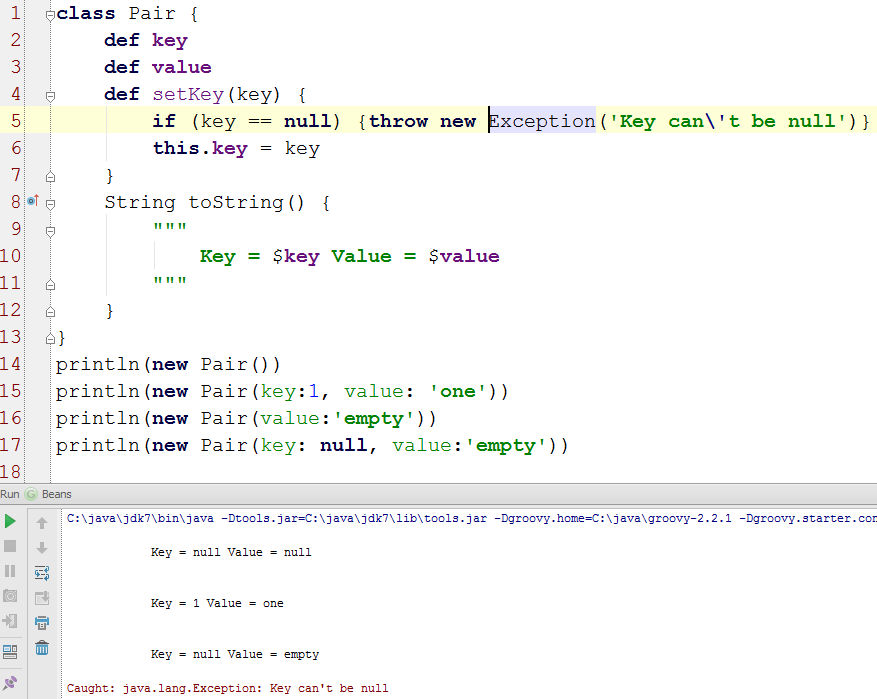 1 class Pair {
2 def key
3 def value
4 def setKey(key) {
5 if (key == null) {throw new Exception('Key can\'t be null')}
6 this.key = key
7 }
8 String toString() {
9 """
10 Key = $key Value = $value
11 """
12 }
13 }
14 println(new Pair())
15 println(new Pair(key:1, value: 'one'))
16 println(new Pair(value:'empty'))
17 println(new Pair(key: null, value:'empty'))
18
Run G Beans
C:\java\jdk7\bin\java -Dtools.jar=C:\java\jdk7\lib\tools.jar -Dgroovy.home=C:\java\groovy-2.2.1 -Dgroovy.starter.con
Key = null Value = null
Key = 1 Value = one
Key = null Value = empty
Caught: java.lang.Exception: Key can't be null